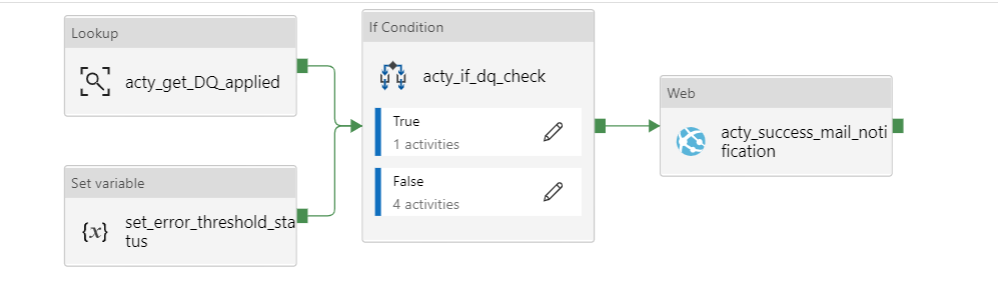 Lookup
acty_get_DQ_applied
Set variable
{x}
set_error_threshold_sta
tus
If Condition
acty_if_dq_check
True
1 activities
False
4 activities
Web
acty_success_mail_noti
fication